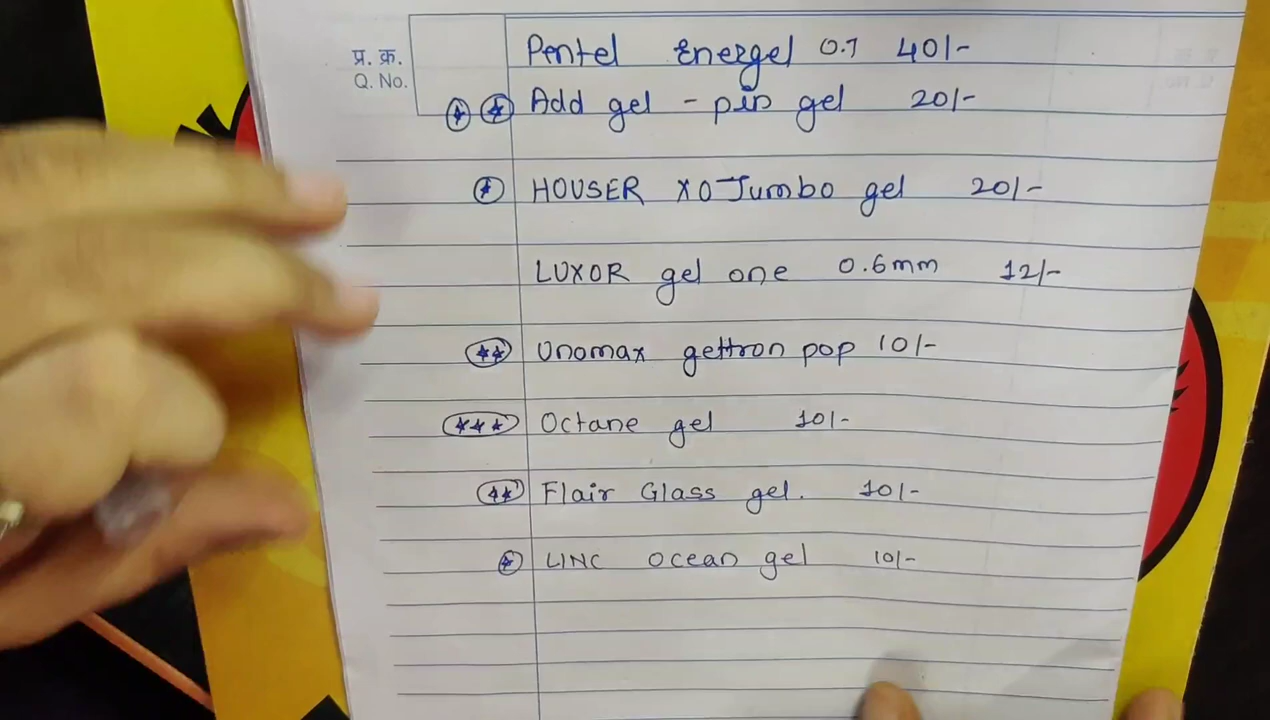 प्र. क्र.
Q. No.
Pentel Energel 0.7 40/-
Add gel - pin gel 20/-
HOUSER XO Jumbo gel 20/-
LUXOR gel one 0.6mm 12/-
Unomax geltron pop 10/-
Octane gel 10/-
Flair Glass gel. 10/-
LINC ocean gel 10/-